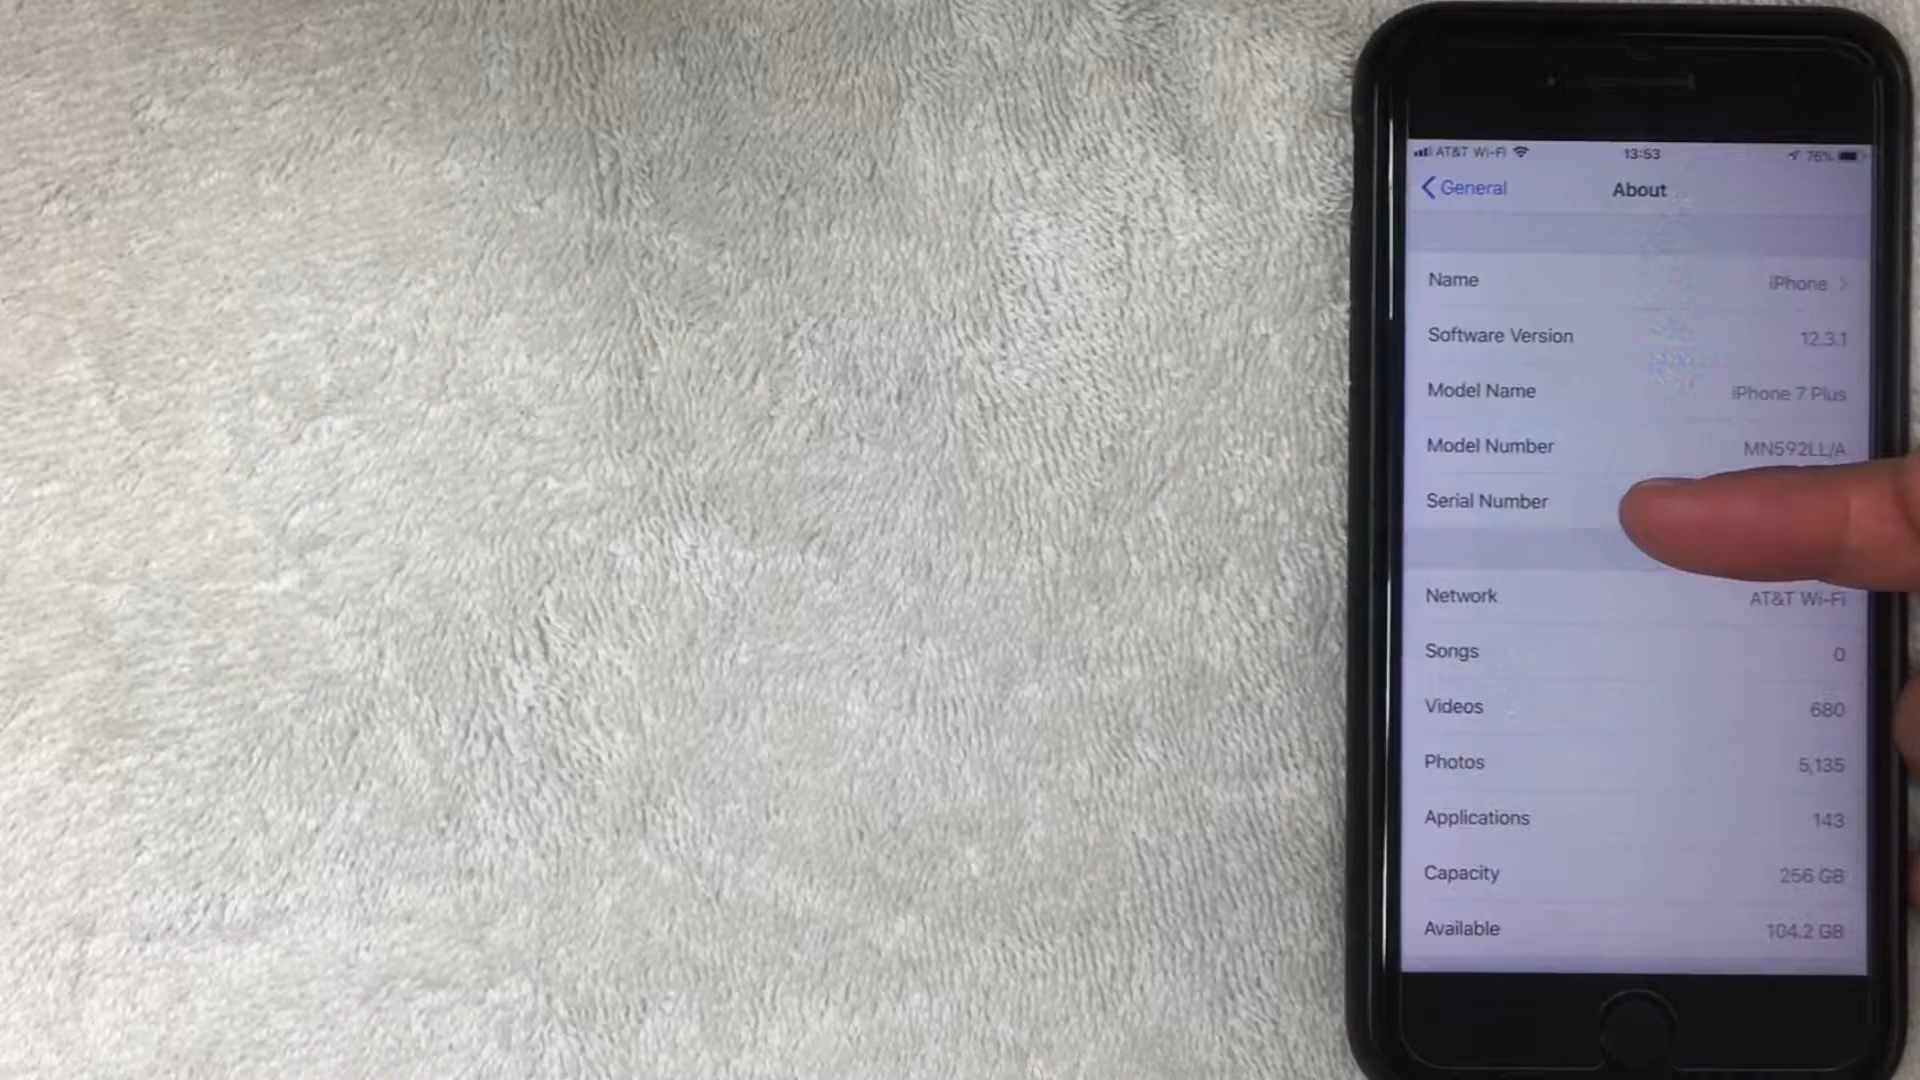 AT&T Wi-Fi 13:53 76%
General About
Name iPhone
Software Version 12.3.1
Model Name iPhone 7 Plus
Model Number MN592LL/A
Serial Number
Network AT&T Wi-Fi
Songs 0
Videos 680
Photos 5,135
Applications 143
Capacity 256 GB
Available 104.2 GB